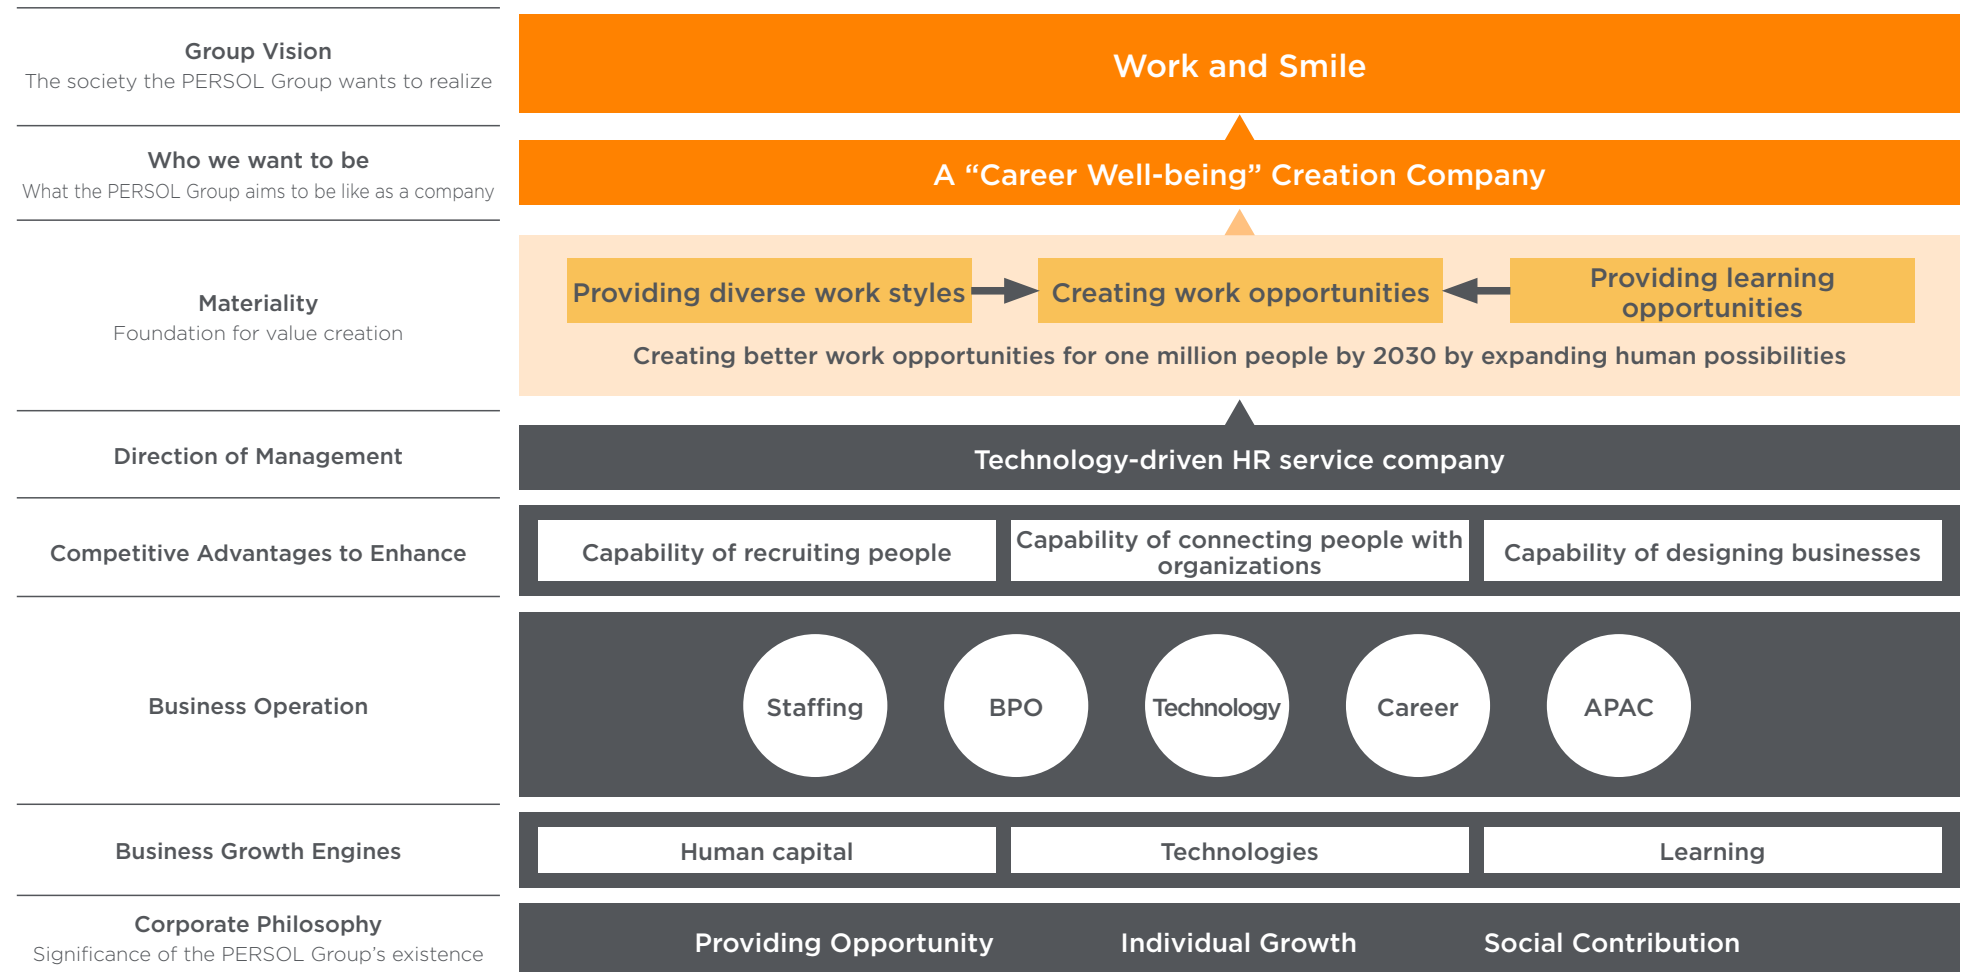 Group Vision
The society the PERSOL Group wants to realize
Work and Smile
Who we want to be
What the PERSOL Group aims to be like as a company
A “Career Well-being” Creation Company
Materiality
Foundation for value creation
Providing diverse work styles
Creating work opportunities
Providing learning
opportunities
Creating better work opportunities for one million people by 2030 by expanding human possibilities
Direction of Management
Technology-driven HR service company
Competitive Advantages to Enhance
Capability of recruiting people
Capability of connecting people with
organizations
Capability of designing businesses
Business Operation
Staffing
BPO
Technology
Career
APAC
Business Growth Engines
Human capital
Technologies
Learning
Corporate Philosophy
Significance of the PERSOL Group’s existence
Providing Opportunity
Individual Growth
Social Contribution